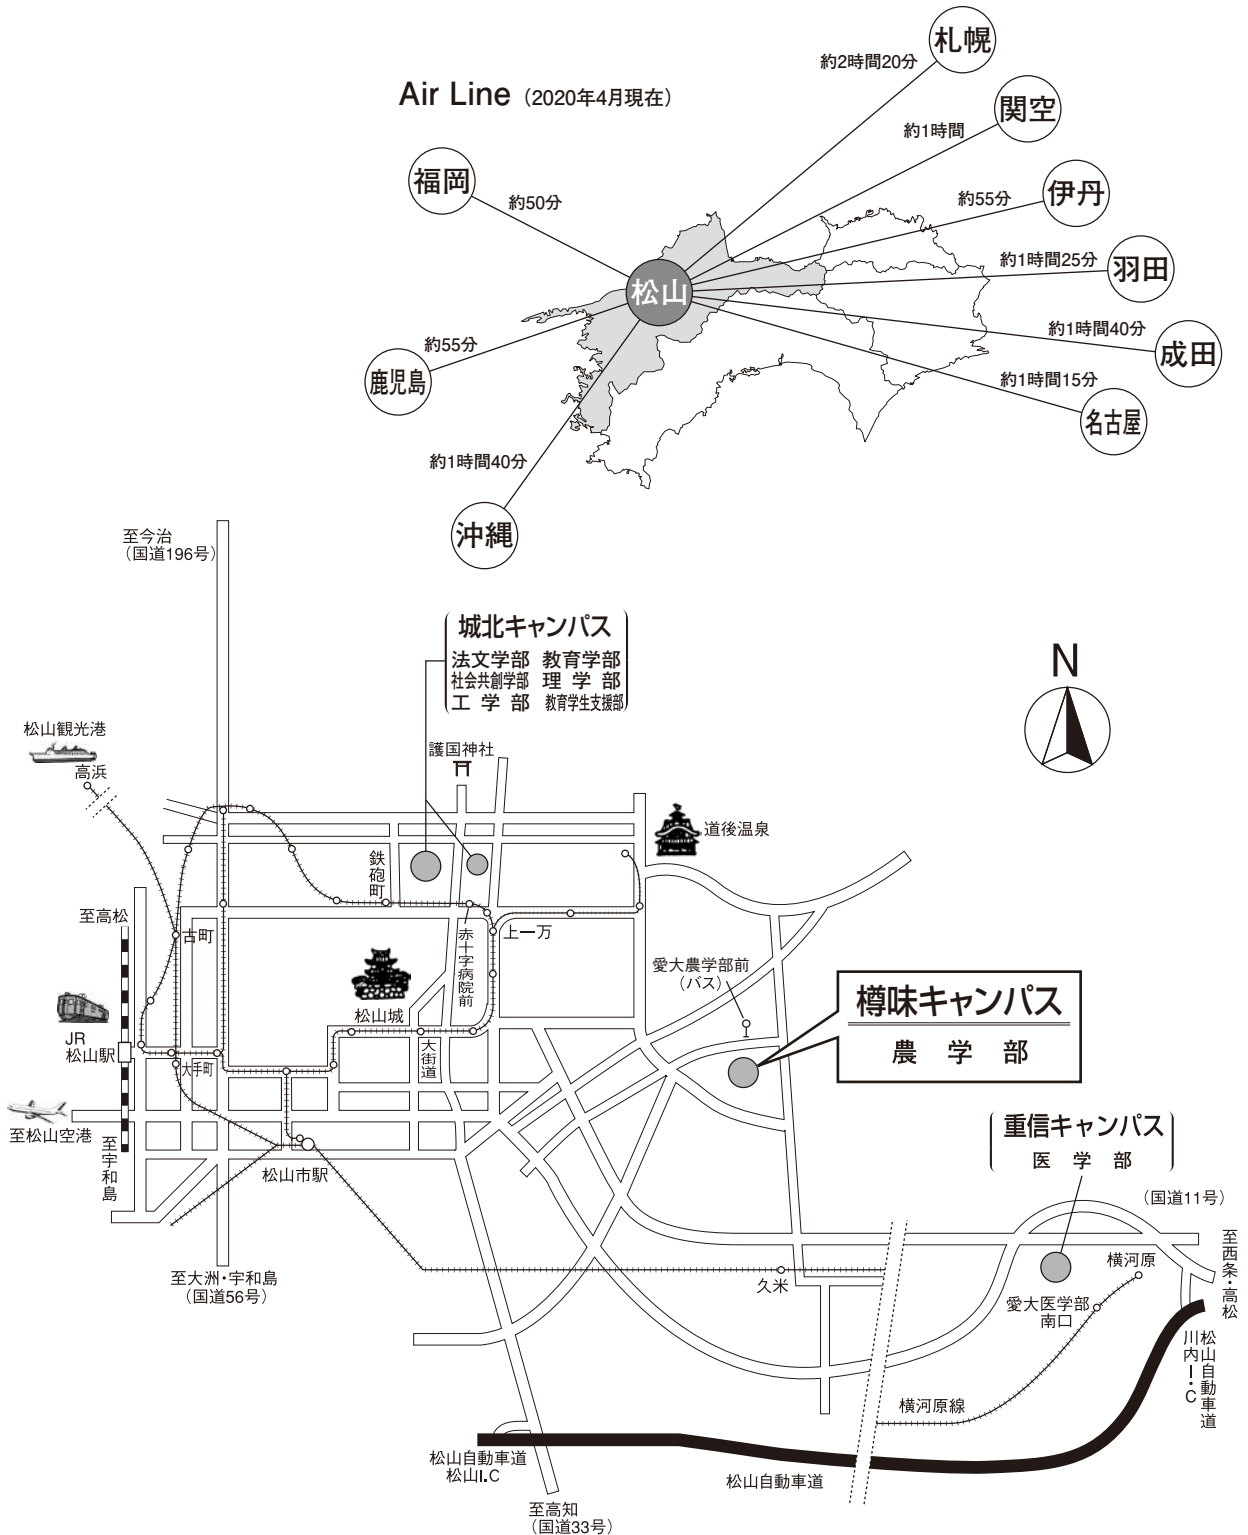 Air Line（2020年4月現在）
札幌
約2時間20分
関空
約1時間
伊丹
約55分
羽田
約1時間25分
成田
約1時間40分
名古屋
約1時間15分
福岡
約50分
松山
鹿児島
約55分
沖縄
約1時間40分
至今治
（国道196号）
城北キャンパス
法文学部 教育学部
社会共創学部 理学部
工学部 教育学生支援部
N
松山観光港
高浜
護国神社
道後温泉
鉄砲町
至高松
古町
赤十字病院前
上一万
愛大農学部前
（バス）
樽味キャンパス
農学部
松山城
JR
松山駅
大手町
大街道
至松山空港
至宇和島
松山市駅
重信キャンパス
医学部
（国道11号）
至西条・高松
至大洲・宇和島
（国道56号）
久米
横河原
愛大医学部
南口
松山自動車道
川内I・C
横河原線
松山自動車道
松山I.C
松山自動車道
至高知
（国道33号）